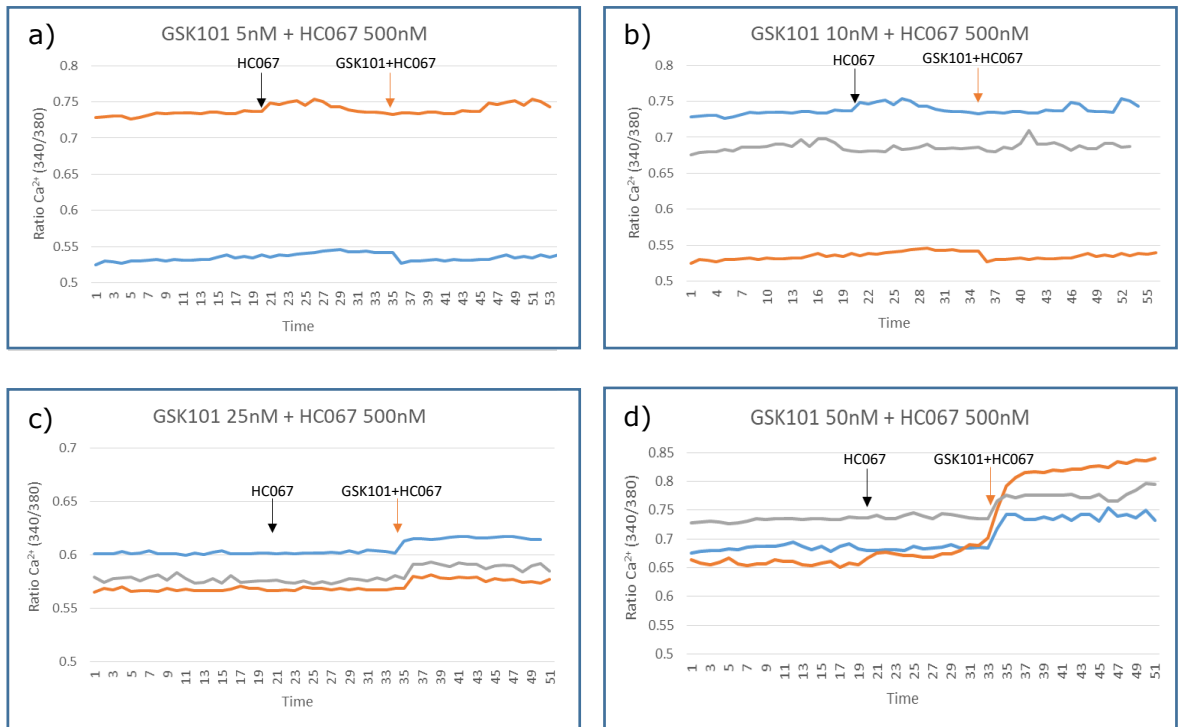 a)
GSK101 5nM + HC067 500nM
HC067
GSK101+HC067
Ratio Ca²⁺ (340/380)
0.8
0.75
0.7
0.65
0.6
0.55
0.5
1 3 5 7 9 11 13 15 17 19 21 23 25 27 29 31 33 35 37 39 41 43 45 47 49 51 53
Time
b)
GSK101 10nM + HC067 500nM
HC067
GSK101+HC067
Ratio Ca²⁺ (340/380)
0.8
0.75
0.7
0.65
0.6
0.55
0.5
1 4 7 10 13 16 19 22 25 28 31 34 37 40 43 46 49 52 55
Time
c)
GSK101 25nM + HC067 500nM
HC067
GSK101+HC067
Ratio Ca²⁺ (340/380)
0.7
0.65
0.6
0.55
0.5
1 3 5 7 9 11 13 15 17 19 21 23 25 27 29 31 33 35 37 39 41 43 45 47 49 51
Time
d)
GSK101 50nM + HC067 500nM
HC067
GSK101+HC067
Ratio Ca²⁺ (340/380)
0.85
0.8
0.75
0.7
0.65
0.55
0.5
1 3 5 7 9 11 13 15 17 19 21 23 25 27 29 31 33 35 37 39 41 43 45 47 49 51
Time